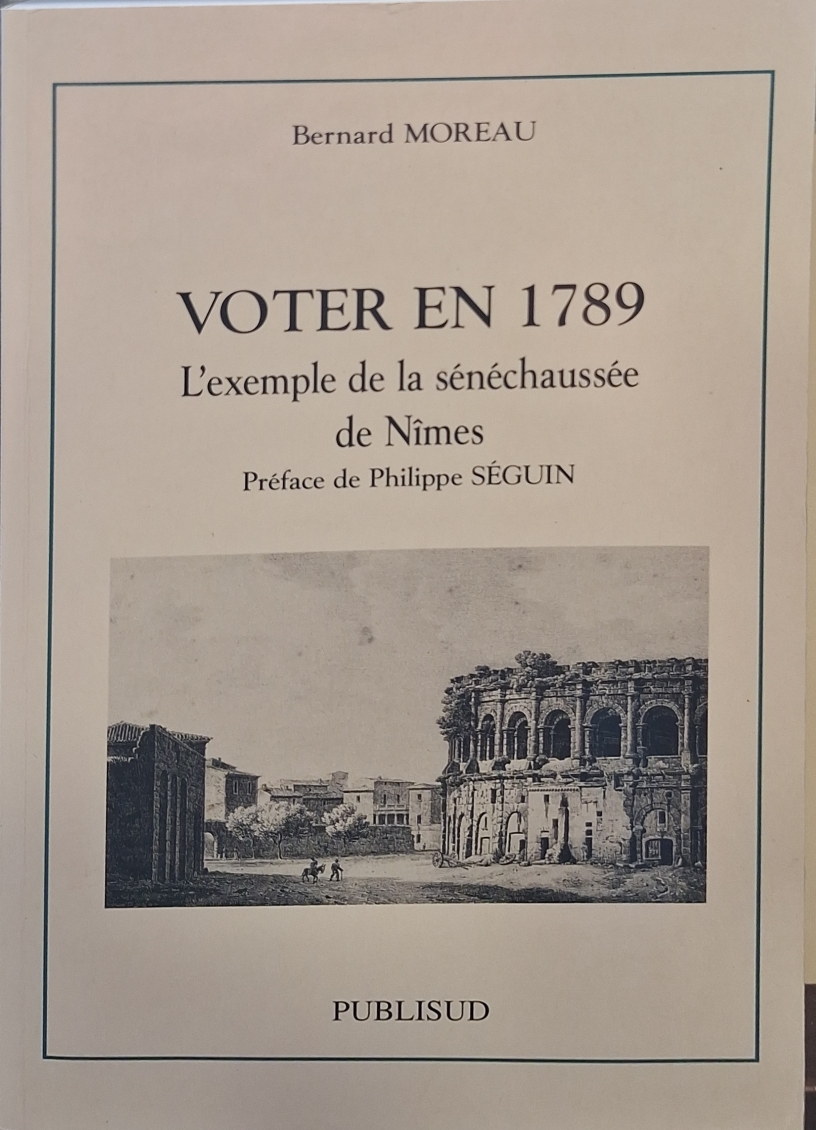 Bernard MOREAU
VOTER EN 1789
L'exemple de la sénéchaussée
de Nîmes
Préface de Philippe SÉGUIN
PUBLISUD